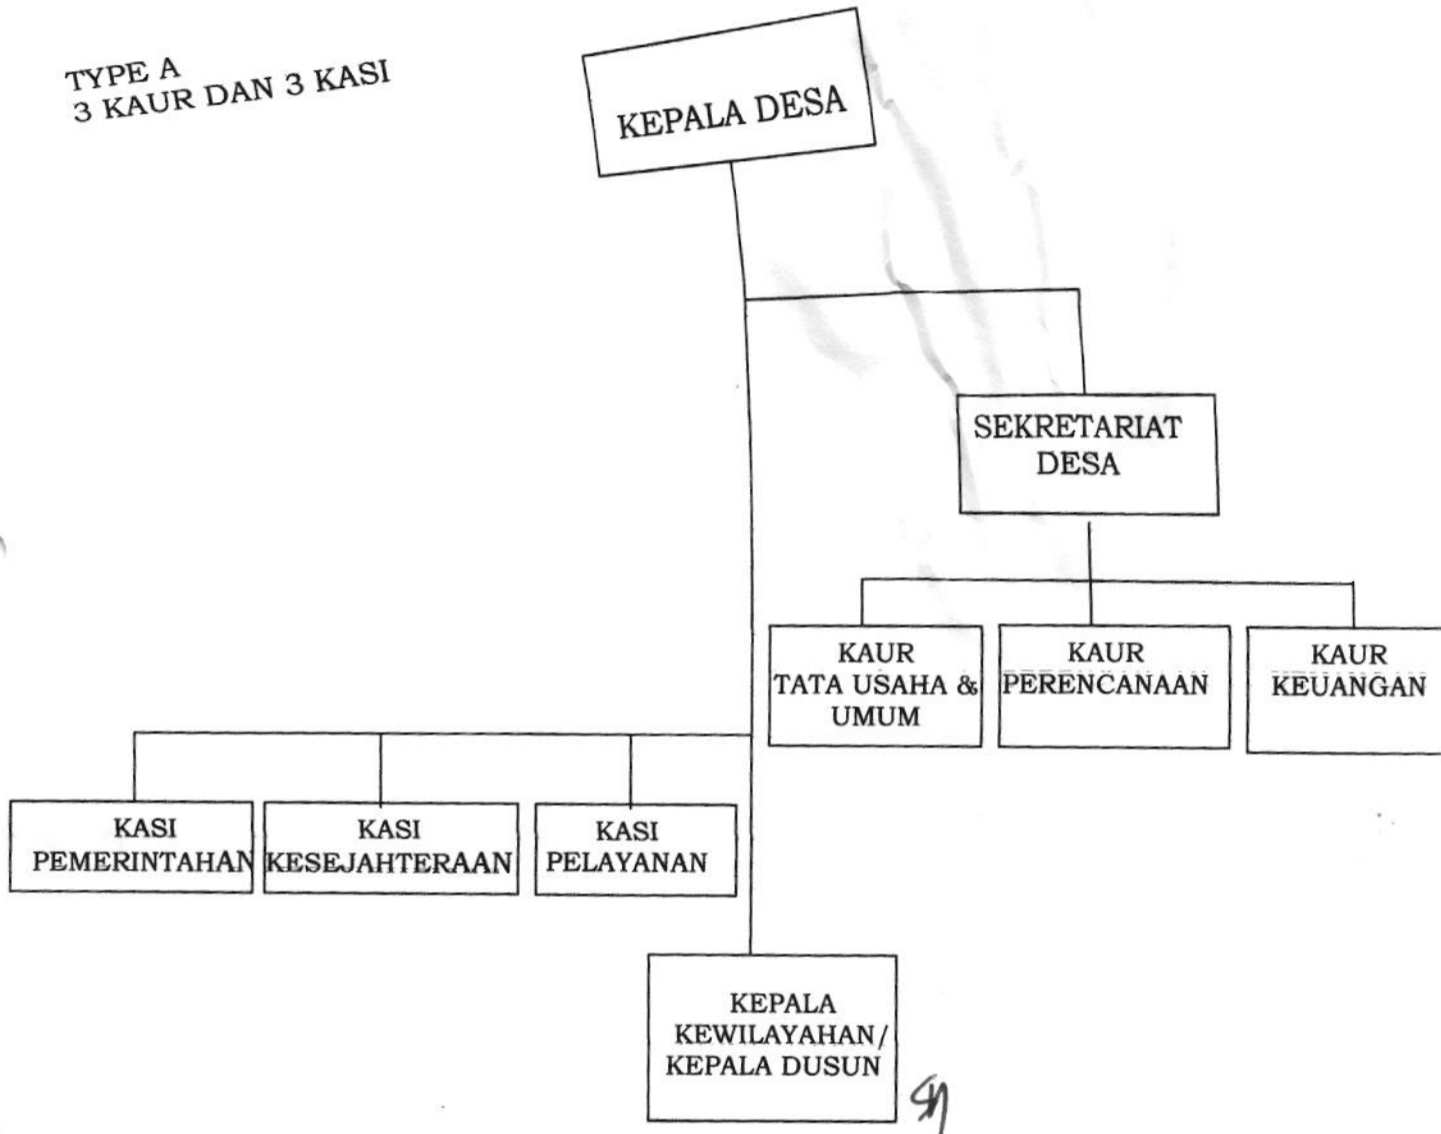 TYPE A
3 KAUR DAN 3 KASI
KEPALA DESA
SEKRETARIAT
DESA
KAUR
TATA USAHA &
UMUM
KAUR
PERENCANAAN
KAUR
KEUANGAN
KASI
PEMERINTAHAN
KASI
KESEJAHTERAAN
KASI
PELAYANAN
KEPALA
KEWILAYAHAN/
KEPALA DUSUN